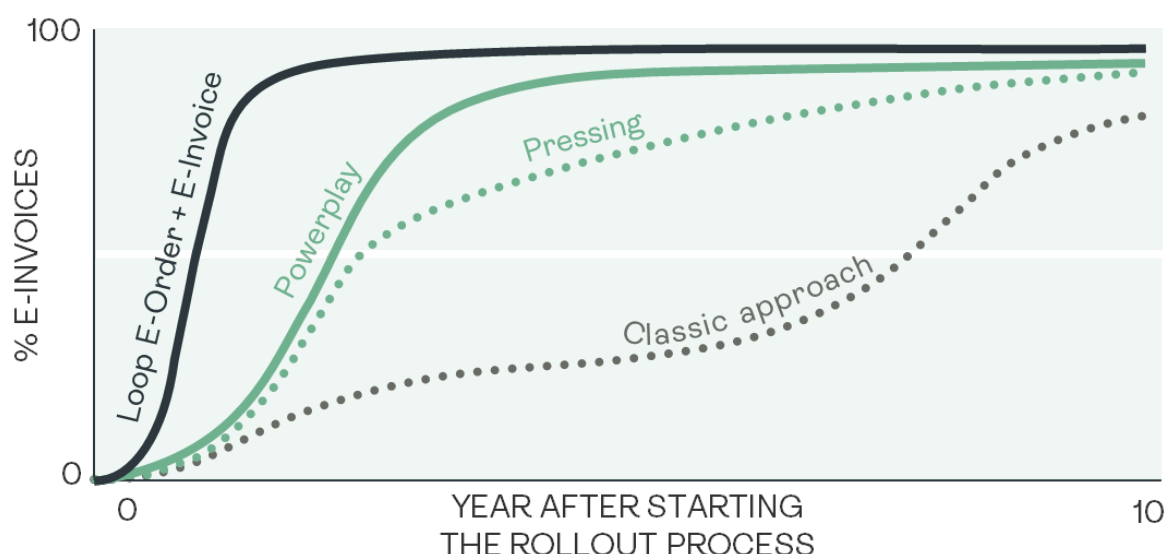 100
Loop E-Order + E-Invoice
Powerplay
Pressing
Classic approach
% E-INVOICES
0
0
10
YEAR AFTER STARTING
THE ROLLOUT PROCESS